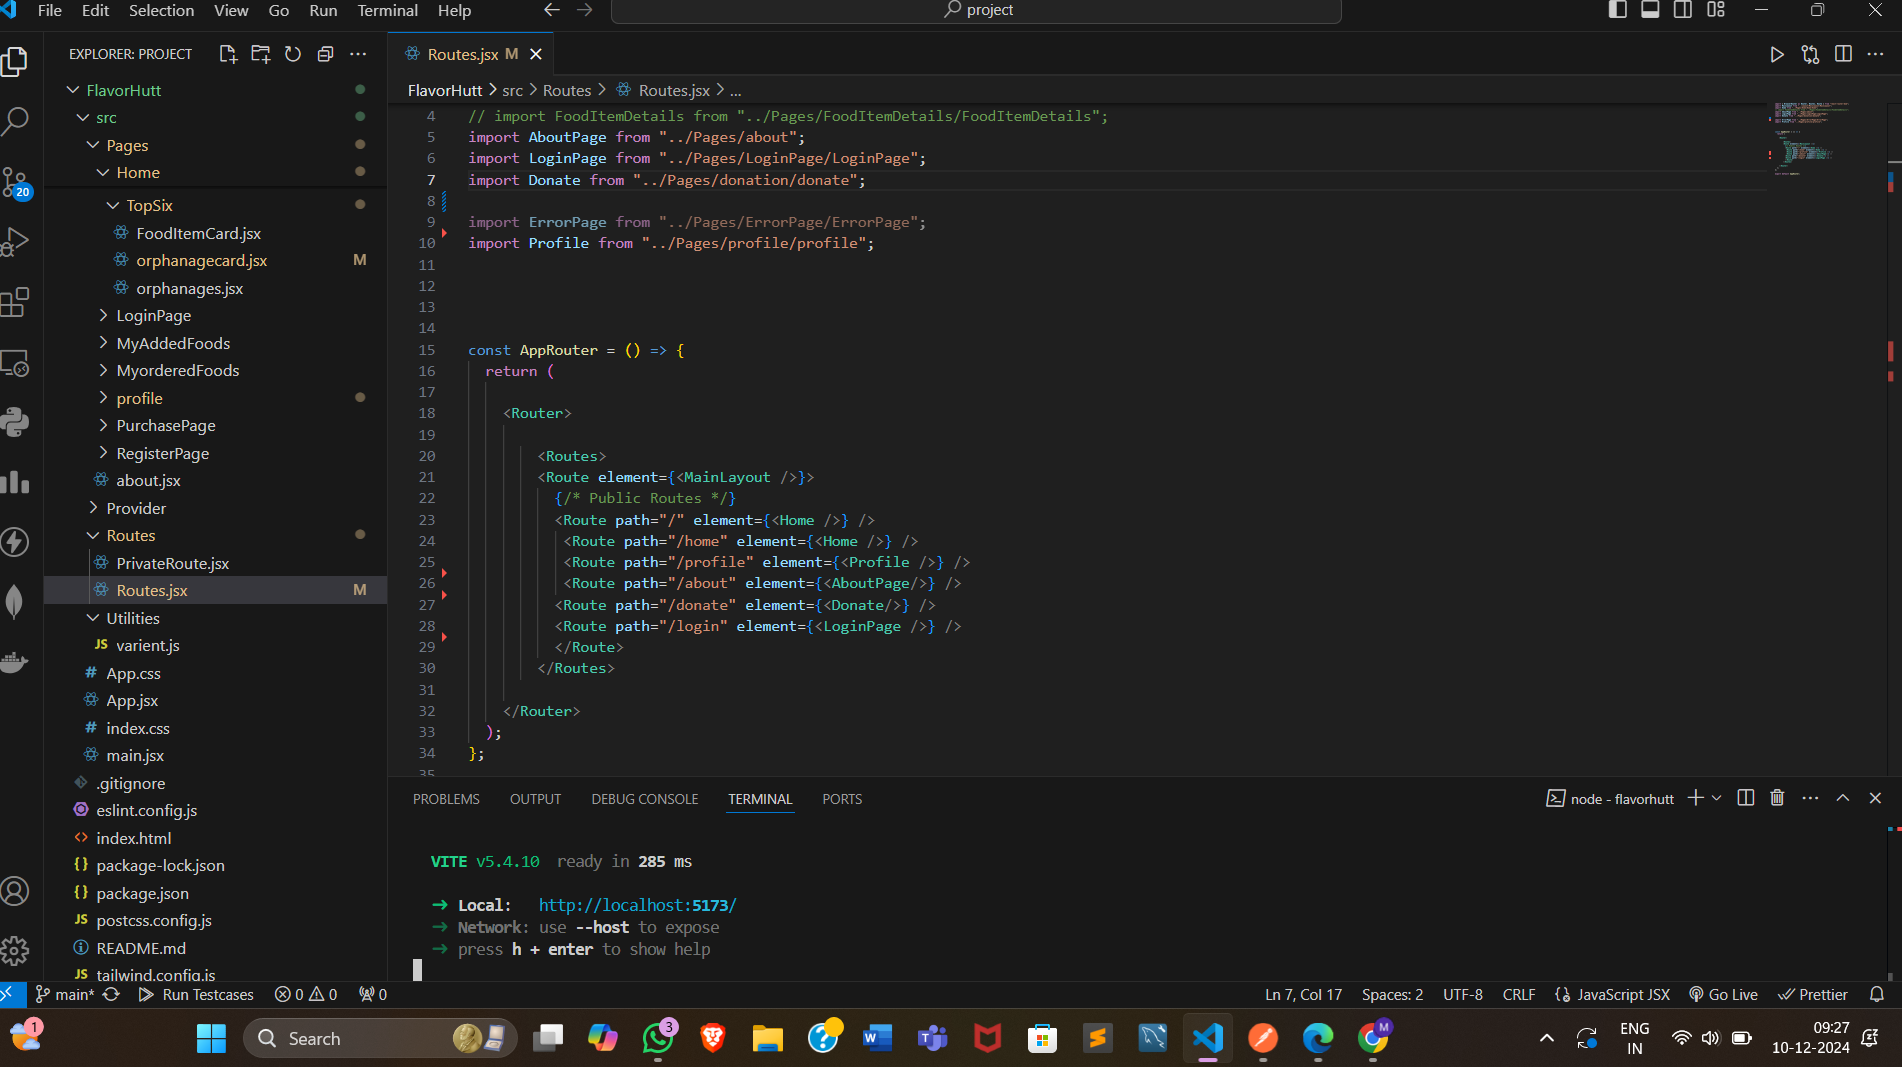 File Edit Selection View Go Run Terminal Help
project
EXPLORER: PROJECT
FlavorHutt
src
Pages
Home
TopSix
FoodItemCard.jsx
orphanagecard.jsx M
orphanages.jsx
LoginPage
MyAddedFoods
MyorderedFoods
profile
PurchasePage
RegisterPage
about.jsx
Provider
Routes
PrivateRoute.jsx
Routes.jsx M
Utilities
JS varient.js
# App.css
App.jsx
# index.css
main.jsx
.gitignore
eslint.config.js
<> index.html
{} package-lock.json
{} package.json
JS postcss.config.js
README.md
JS tailwind.config.js
20
Routes.jsx M
FlavorHutt > src > Routes > Routes.jsx > ...
4 // import FoodItemDetails from "../Pages/FoodItemDetails/FoodItemDetails";
5 import AboutPage from "../Pages/about";
6 import LoginPage from "../Pages/LoginPage/LoginPage";
7 import Donate from "../Pages/donation/donate";
8
9 import ErrorPage from "../Pages/ErrorPage/ErrorPage";
10 import Profile from "../Pages/profile/profile";
11
12
13
14
15 const AppRouter = () => {
16 return (
17
18 <Router>
19
20 <Routes>
21 <Route element={<MainLayout />}>
22 {/* Public Routes */}
23 <Route path="/" element={<Home />} />
24 <Route path="/home" element={<Home />} />
25 <Route path="/profile" element={<Profile />} />
26 <Route path="/about" element={<AboutPage/>} />
27 <Route path="/donate" element={<Donate/>} />
28 <Route path="/login" element={<LoginPage />} />
29 </Route>
30 </Routes>
31
32 </Router>
33 );
34 };
35
PROBLEMS OUTPUT DEBUG CONSOLE TERMINAL PORTS
node - flavorhutt
VITE v5.4.10 ready in 285 ms
➜ Local: http://localhost:5173/
➜ Network: use --host to expose
➜ press h + enter to show help
main* Run Testcases 0 0 0
Ln 7, Col 17 Spaces: 2 UTF-8 CRLF {} JavaScript JSX Go Live Prettier
1
Search
3
M
ENG
IN
09:27
10-12-2024